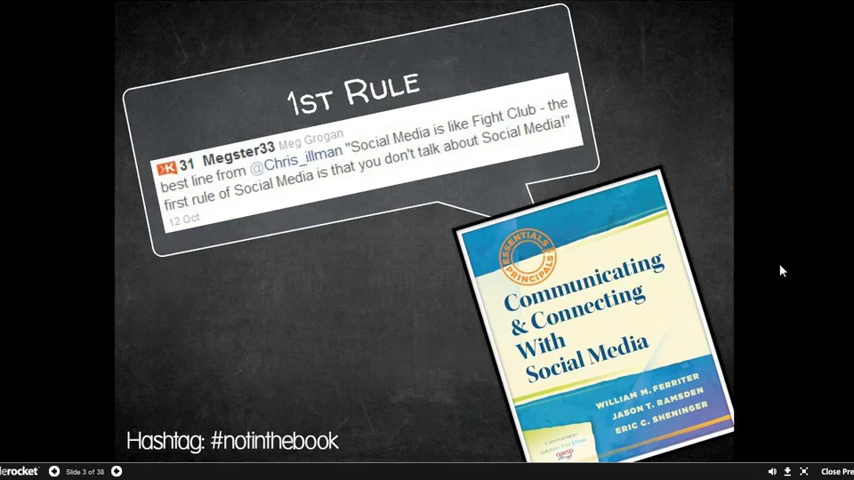 1ST RULE
31 Megster33 Meg Grogan
best line from @Chris_illman "Social Media is like Fight Club - the
first rule of Social Media is that you don't talk about Social Media!"
12 Oct
ESSENTIALS
PRINCIPALS
Communicating
& Connecting
With
Social Media
WILLIAM M. FERRITER
JASON T. RAMSDEN
ERIC C. SHENINGER
Hashtag: #notinthebook
lerocket
Slide 3 of 38
Close Pre